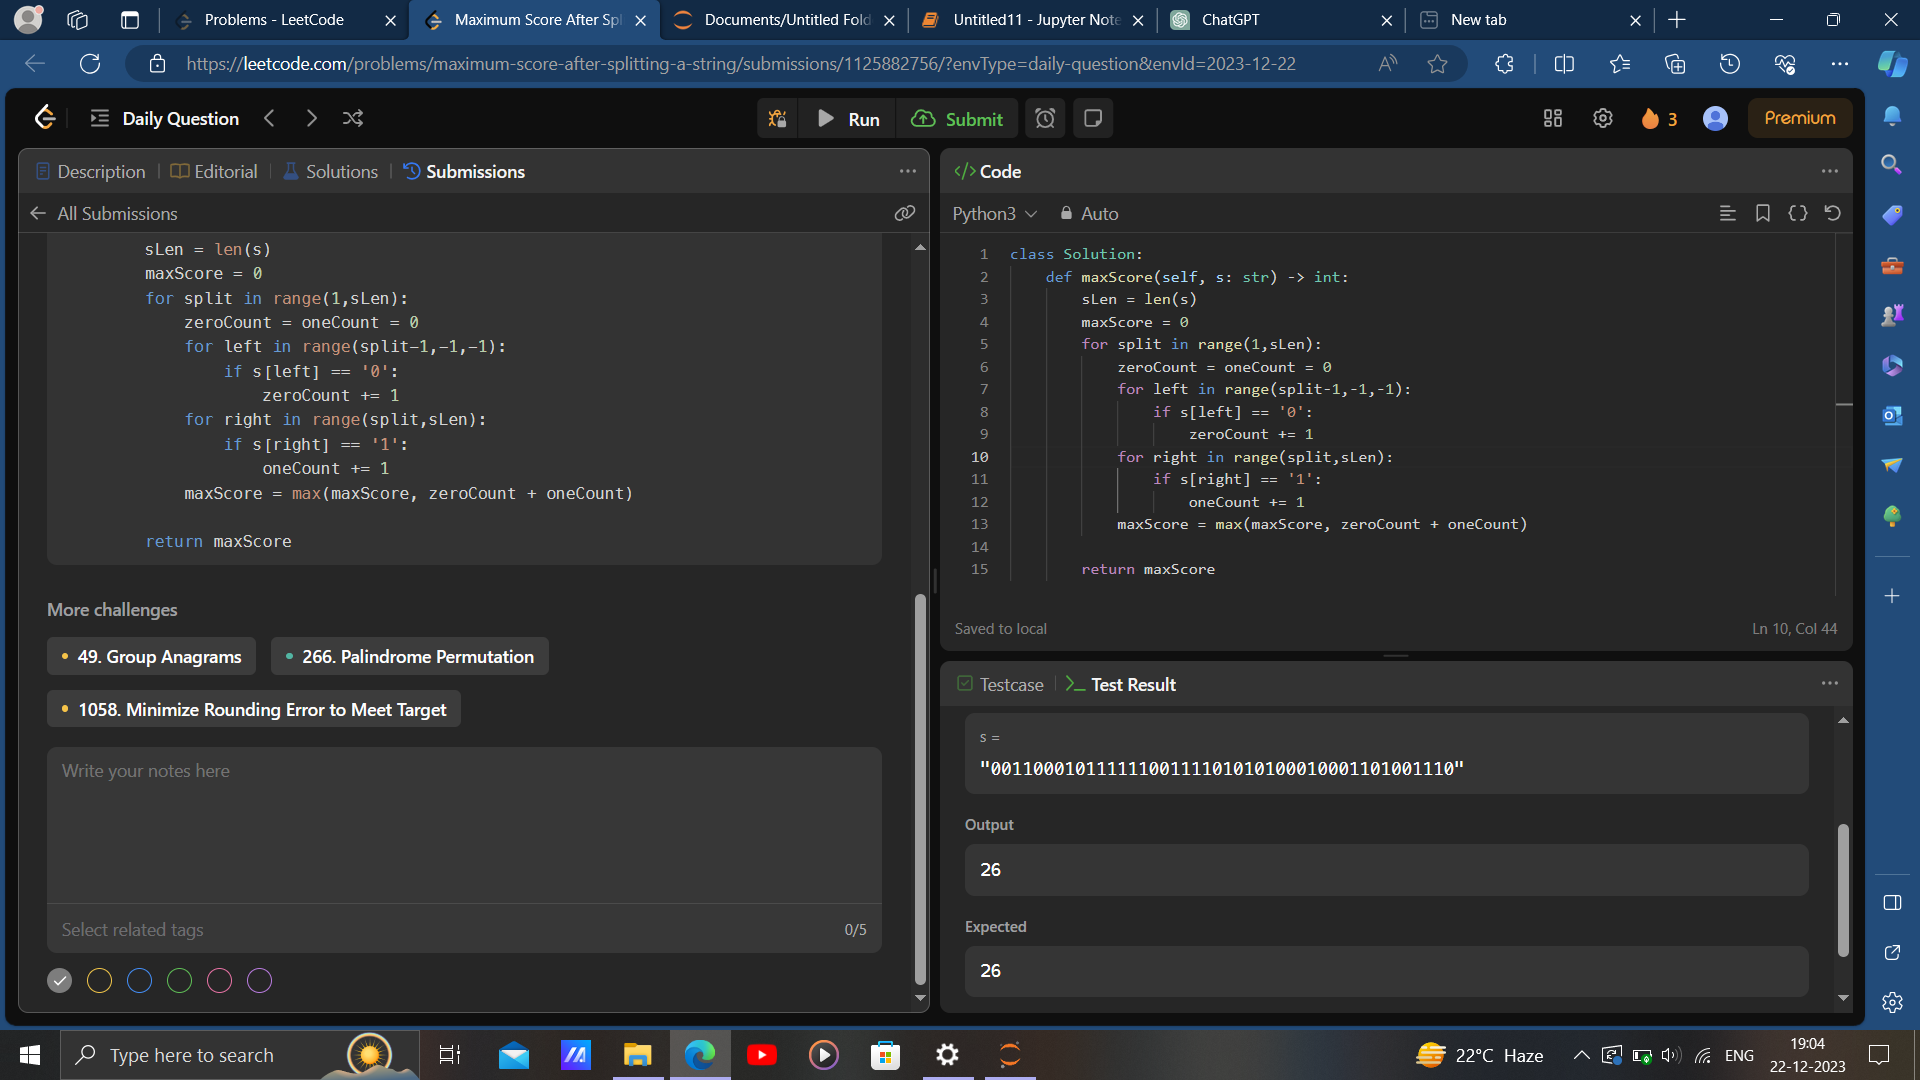 Problems - LeetCode
Maximum Score After Spl
Documents/Untitled Fold
Untitled11 - Jupyter Note
ChatGPT
New tab
https://leetcode.com/problems/maximum-score-after-splitting-a-string/submissions/1125882756/?envType=daily-question&envId=2023-12-22
Daily Question
Run
Submit
3
Premium
Description
Editorial
Solutions
Submissions
All Submissions
sLen = len(s)
maxScore = 0
for split in range(1,sLen):
zeroCount = oneCount = 0
for left in range(split-1,-1,-1):
if s[left] == '0':
zeroCount += 1
for right in range(split,sLen):
if s[right] == '1':
oneCount += 1
maxScore = max(maxScore, zeroCount + oneCount)
return maxScore
More challenges
49. Group Anagrams
266. Palindrome Permutation
1058. Minimize Rounding Error to Meet Target
Write your notes here
Select related tags
0/5
Code
Python3
Auto
1 class Solution:
2 def maxScore(self, s: str) -> int:
3 sLen = len(s)
4 maxScore = 0
5 for split in range(1,sLen):
6 zeroCount = oneCount = 0
7 for left in range(split-1,-1,-1):
8 if s[left] == '0':
9 zeroCount += 1
10 for right in range(split,sLen):
11 if s[right] == '1':
12 oneCount += 1
13 maxScore = max(maxScore, zeroCount + oneCount)
14
15 return maxScore
Saved to local
Ln 10, Col 44
Testcase
Test Result
s =
"00110001011111100111101010100010001101001110"
Output
26
Expected
26
Type here to search
22°C Haze
ENG
19:04
22-12-2023